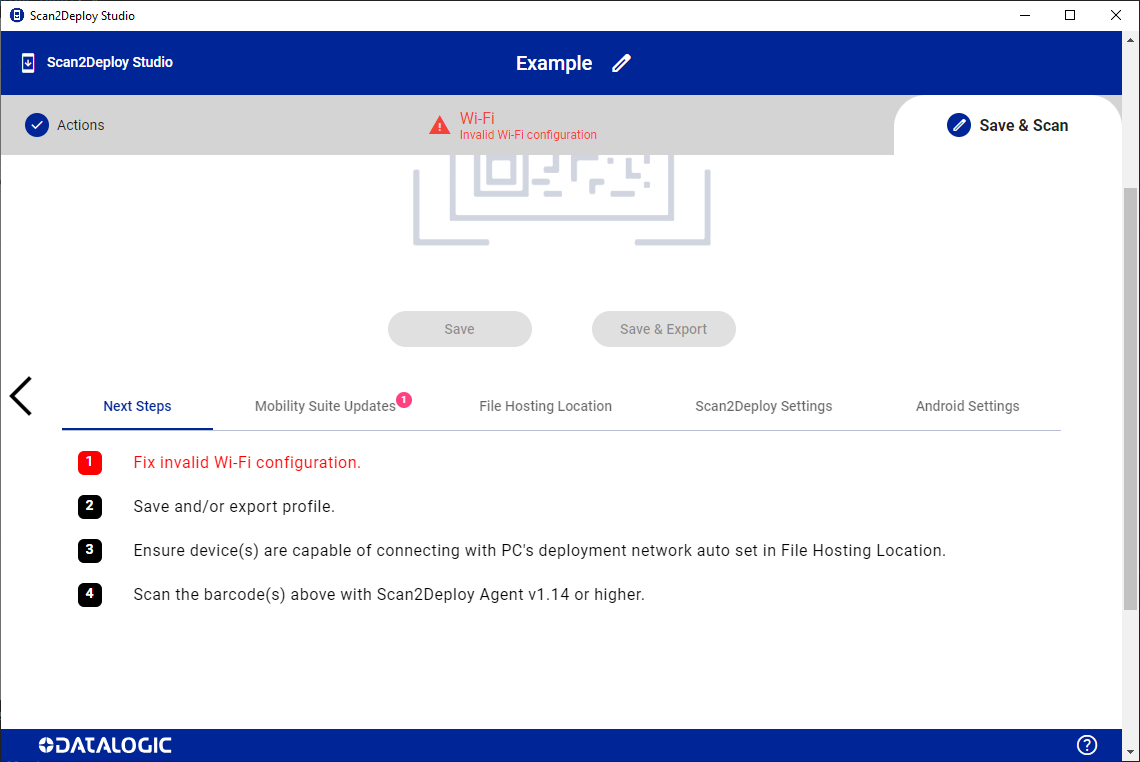 Scan2Deploy Studio
Scan2Deploy Studio
Example
Actions
Wi-Fi
Invalid Wi-Fi configuration
Save & Scan
Save
Save & Export
Next Steps
Mobility Suite Updates
1
File Hosting Location
Scan2Deploy Settings
Android Settings
1 Fix invalid Wi-Fi configuration.
2 Save and/or export profile.
3 Ensure device(s) are capable of connecting with PC's deployment network auto set in File Hosting Location.
4 Scan the barcode(s) above with Scan2Deploy Agent v1.14 or higher.
DATALOGIC
?